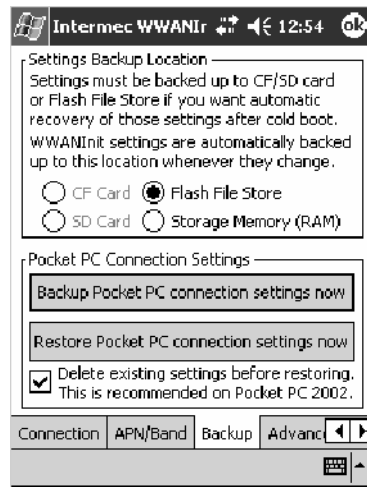 Intermec WWANIr 12:54 ok
Settings Backup Location
Settings must be backed up to CF/SD card
or Flash File Store if you want automatic
recovery of those settings after cold boot.
WWANInit settings are automatically backed
up to this location whenever they change.
CF Card Flash File Store
SD Card Storage Memory (RAM)
Pocket PC Connection Settings
Backup Pocket PC connection settings now
Restore Pocket PC connection settings now
Delete existing settings before restoring.
This is recommended on Pocket PC 2002.
Connection APN/Band Backup Advanc